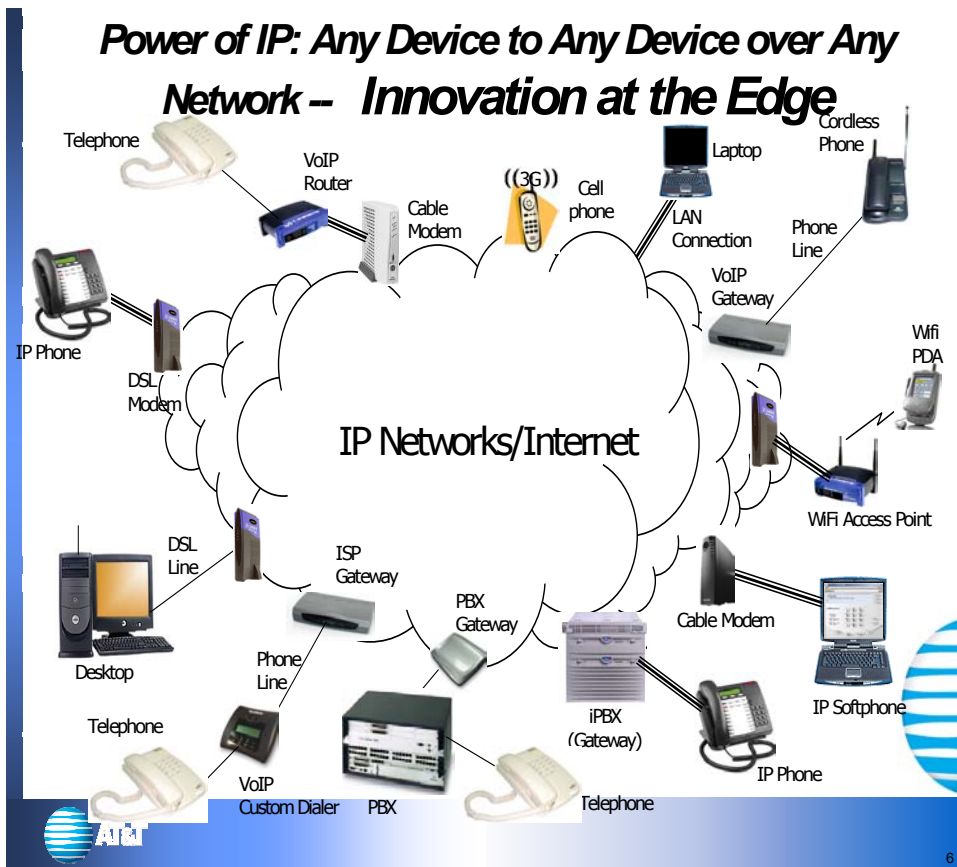 Power of IP: Any Device to Any Device over Any
Network -- Innovation at the Edge
Telephone
VoIP
Router
Cable
Modem
((3G))
Cell
phone
Laptop
LAN
Connection
Cordless
Phone
Phone
Line
VoIP
Gateway
Wifi
PDA
IP Phone
DSL
Modem
IP Networks/Internet
WiFi Access Point
DSL
Line
ISP
Gateway
PBX
Gateway
Cable Modem
Desktop
Phone
Line
iPBX
(Gateway)
IP Softphone
Telephone
VoIP
Custom Dialer
PBX
Telephone
IP Phone
AT&T
6